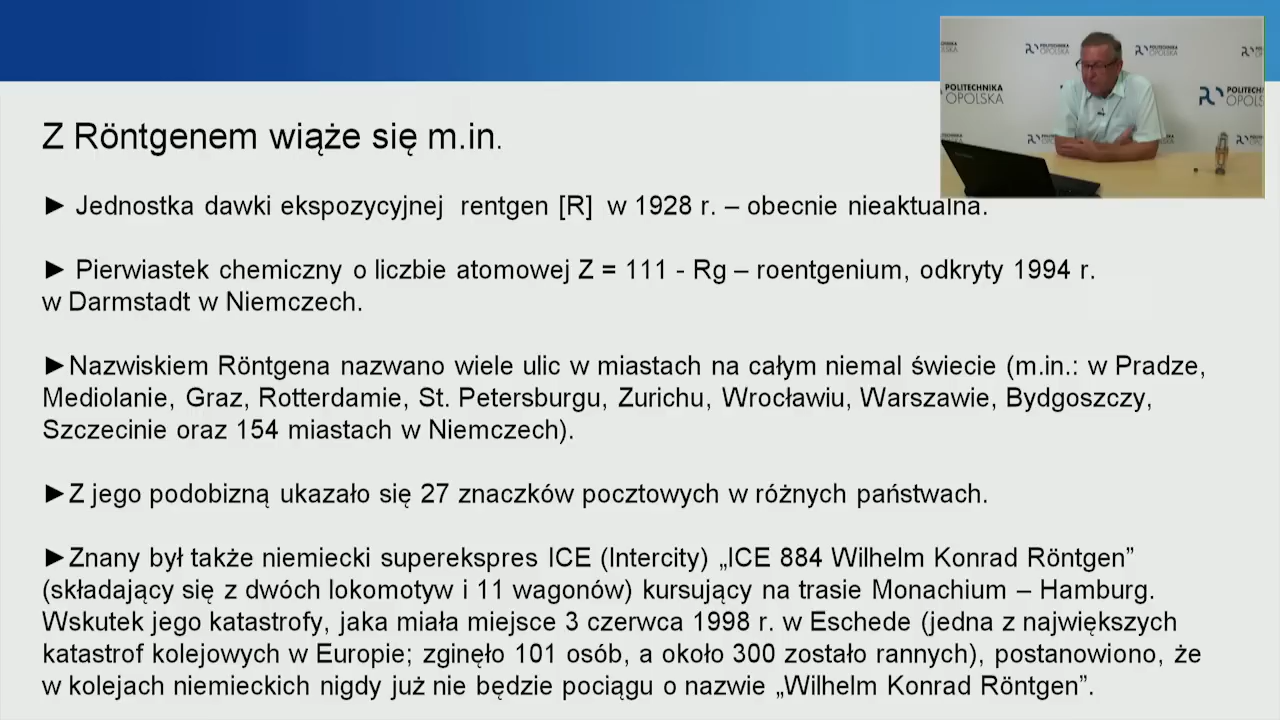 Z Röntgenem wiąże się m.in.
► Jednostka dawki ekspozycyjnej rentgen [R] w 1928 r. – obecnie nieaktualna.
► Pierwiastek chemiczny o liczbie atomowej Z = 111 - Rg – roentgenium, odkryty 1994 r.
w Darmstadt w Niemczech.
►Nazwiskiem Röntgena nazwano wiele ulic w miastach na całym niemal świecie (m.in.: w Pradze,
Mediolanie, Graz, Rotterdamie, St. Petersburgu, Zurichu, Wrocławiu, Warszawie, Bydgoszczy,
Szczecinie oraz 154 miastach w Niemczech).
►Z jego podobizną ukazało się 27 znaczków pocztowych w różnych państwach.
►Znany był także niemiecki superekspres ICE (Intercity) „ICE 884 Wilhelm Konrad Röntgen”
(składający się z dwóch lokomotyw i 11 wagonów) kursujący na trasie Monachium – Hamburg.
Wskutek jego katastrofy, jaka miała miejsce 3 czerwca 1998 r. w Eschede (jedna z największych
katastrof kolejowych w Europie; zginęło 101 osób, a około 300 zostało rannych), postanowiono, że
w kolejach niemieckich nigdy już nie będzie pociągu o nazwie „Wilhelm Konrad Röntgen”.
POLITECHNIKA
OPOLSKA
POLITECHNIKA
OPOLSKA
POLITECHNIKA
OPOLSKA
POLITECHNIKA